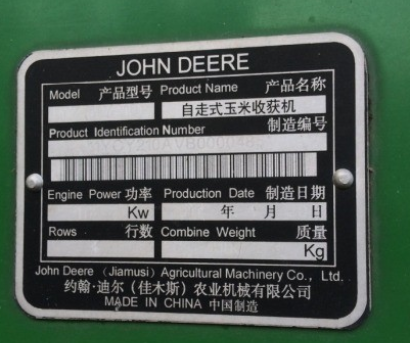 JOHN DEERE
Model 产品型号 Product Name 产品名称
自走式玉米收获机
Product Identification Number 制造编号
Engine Power 功率 Production Date 制造日期
Kw 年 月 日
Rows 行数 Combine Weight 质量
Kg
John Deere (Jiamusi) Agricultural Machinery Co., Ltd.
约翰·迪尔(佳木斯)农业机械有限公司
MADE IN CHINA 中国制造